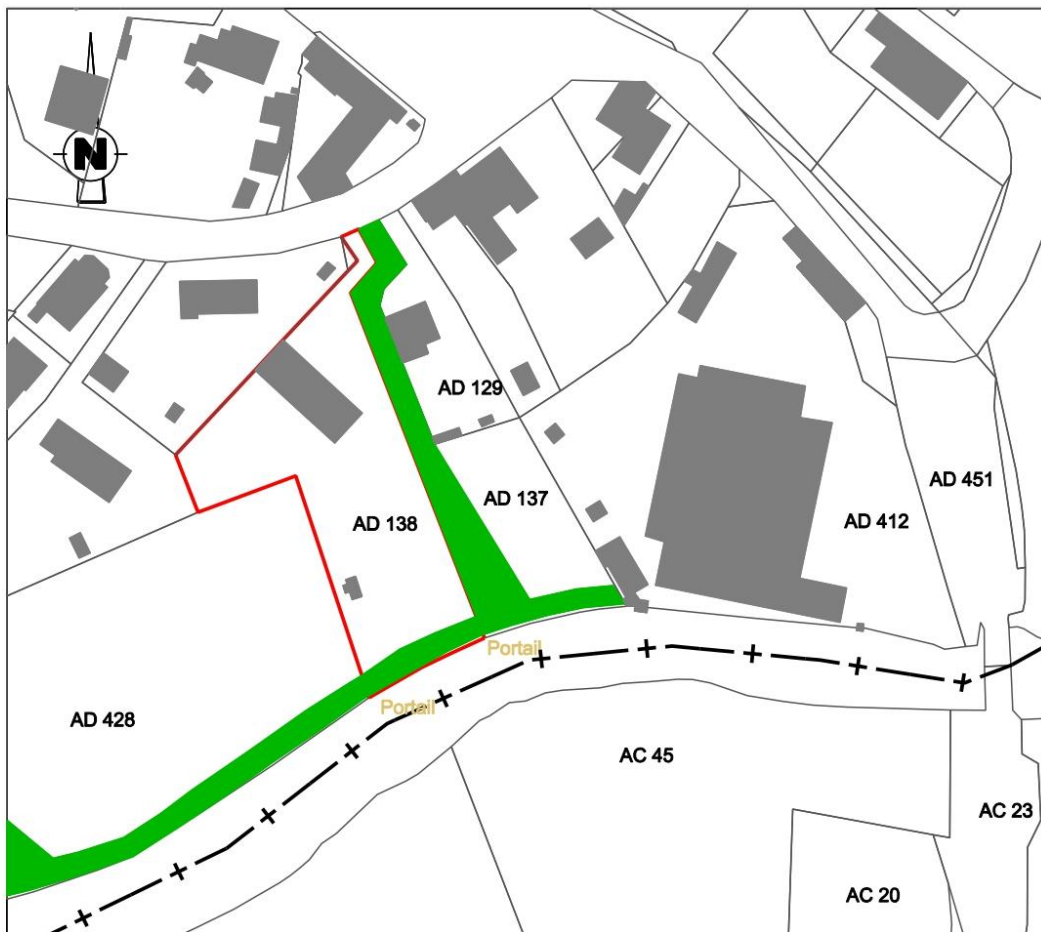 N
AD 129
AD 451
AD 137
AD 138
AD 412
Portail
Portail
AD 428
AC 45
AC 23
AC 20